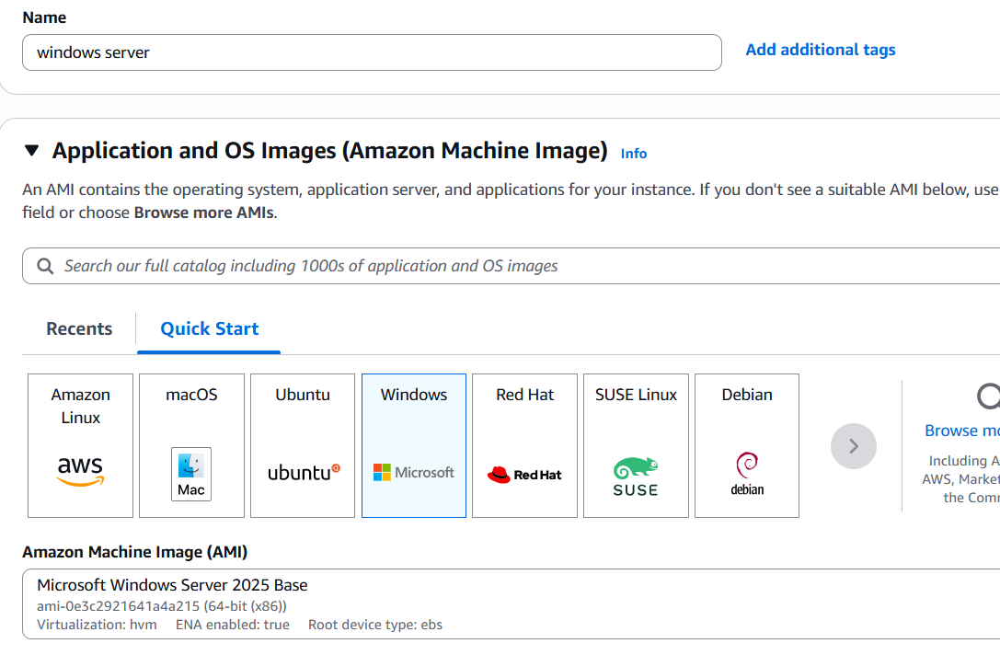 Name
windows server
Add additional tags
Application and OS Images (Amazon Machine Image) Info
An AMI contains the operating system, application server, and applications for your instance. If you don't see a suitable AMI below, use
field or choose Browse more AMIs.
Search our full catalog including 1000s of application and OS images
Recents
Quick Start
Amazon
Linux
aws
macOS
Mac
Ubuntu
ubuntu
Windows
Microsoft
Red Hat
Red Hat
SUSE Linux
SUSE
Debian
debian
Browse mo
Including A
AWS, Market
the Comm
Amazon Machine Image (AMI)
Microsoft Windows Server 2025 Base
ami-0e3c2921641a4a215 (64-bit (x86))
Virtualization: hvm ENA enabled: true Root device type: ebs